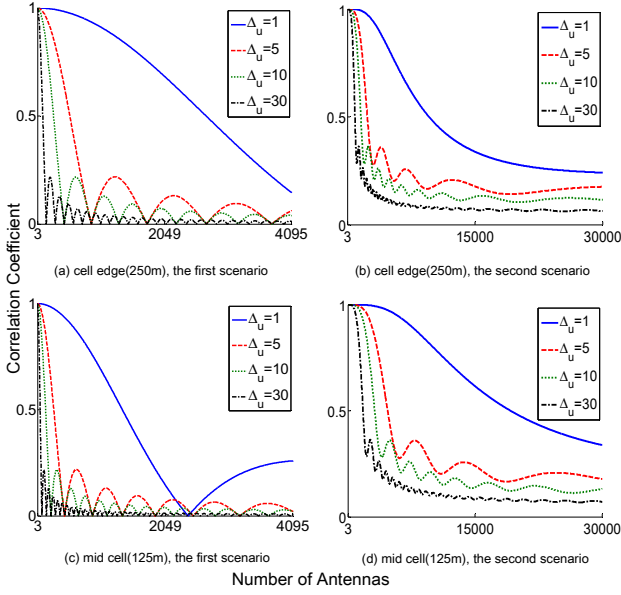 1
0.5
0
3
2049
4095
Δu=1
Δu=5
Δu=10
Δu=30
(a) cell edge(250m), the first scenario
1
0.5
0
3
15000
30000
Δu=1
Δu=5
Δu=10
Δu=30
(b) cell edge(250m), the second scenario
Correlation Coefficient
1
0.5
0
3
2049
4095
Δu=1
Δu=5
Δu=10
Δu=30
(c) mid cell(125m), the first scenario
1
0.5
0
3
15000
30000
Δu=1
Δu=5
Δu=10
Δu=30
(d) mid cell(125m), the second scenario
Number of Antennas